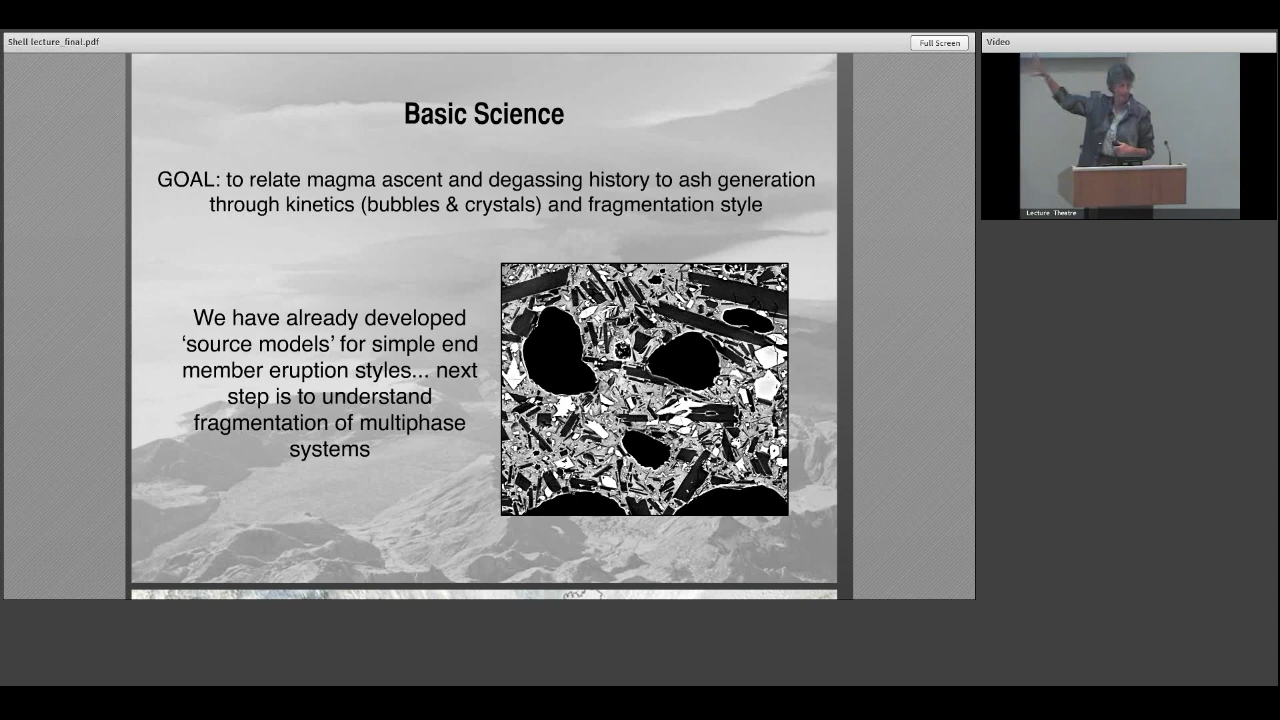 Shell lecture_final.pdf
Full Screen
Video
Basic Science
GOAL: to relate magma ascent and degassing history to ash generation
through kinetics (bubbles & crystals) and fragmentation style
We have already developed
‘source models’ for simple end
member eruption styles... next
step is to understand
fragmentation of multiphase
systems
Lecture Theatre